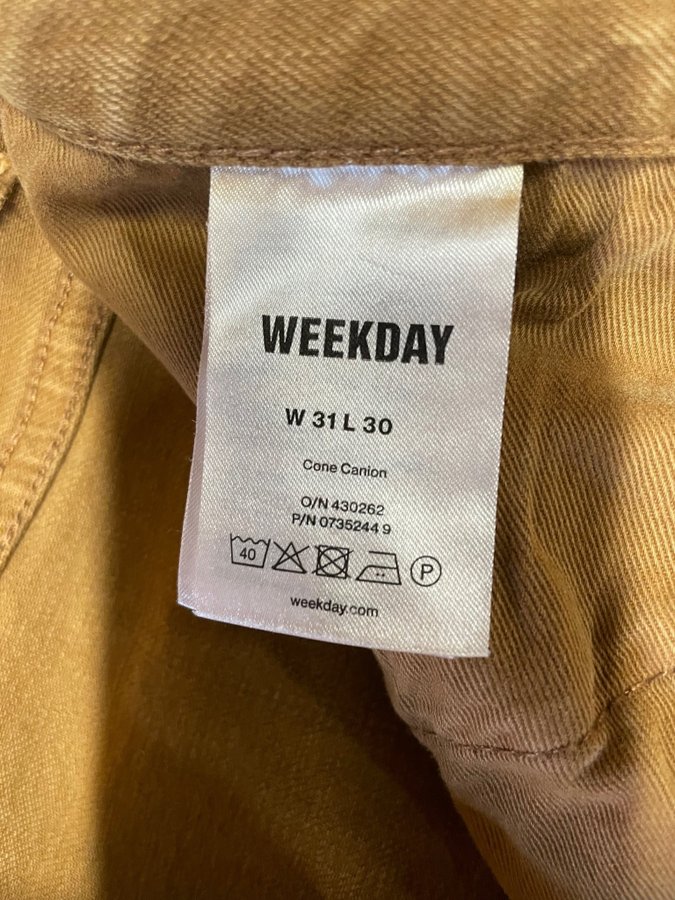 WEEKDAY
W 31 L 30
Cone Canion
O/N 430262
P/N 0735244 9
40 P
weekday.com